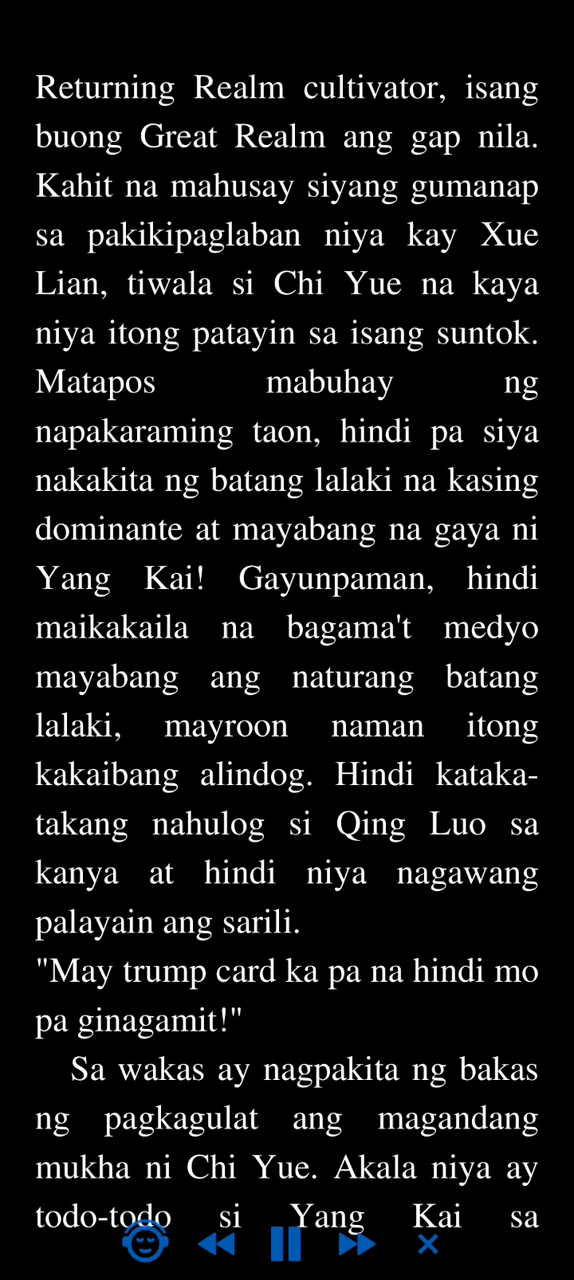 Returning Realm cultivator, isang
buong Great Realm ang gap nila.
Kahit na mahusay siyang gumanap
sa pakikipaglaban niya kay Xue
Lian, tiwala si Chi Yue na kaya
niya itong patayin sa isang suntok.
Matapos mabuhay ng
napakaraming taon, hindi pa siya
nakakita ng batang lalaki na kasing
dominante at mayabang na gaya ni
Yang Kai! Gayunpaman, hindi
maikakaila na bagama't medyo
mayabang ang naturang batang
lalaki, mayroon naman itong
kakaibang alindog. Hindi kataka-
takang nahulog si Qing Luo sa
kanya at hindi niya nagawang
palayain ang sarili.
"May trump card ka pa na hindi mo
pa ginagamit!"
Sa wakas ay nagpakita ng bakas
ng pagkagulat ang magandang
mukha ni Chi Yue. Akala niya ay
todo-todo si Yang Kai sa